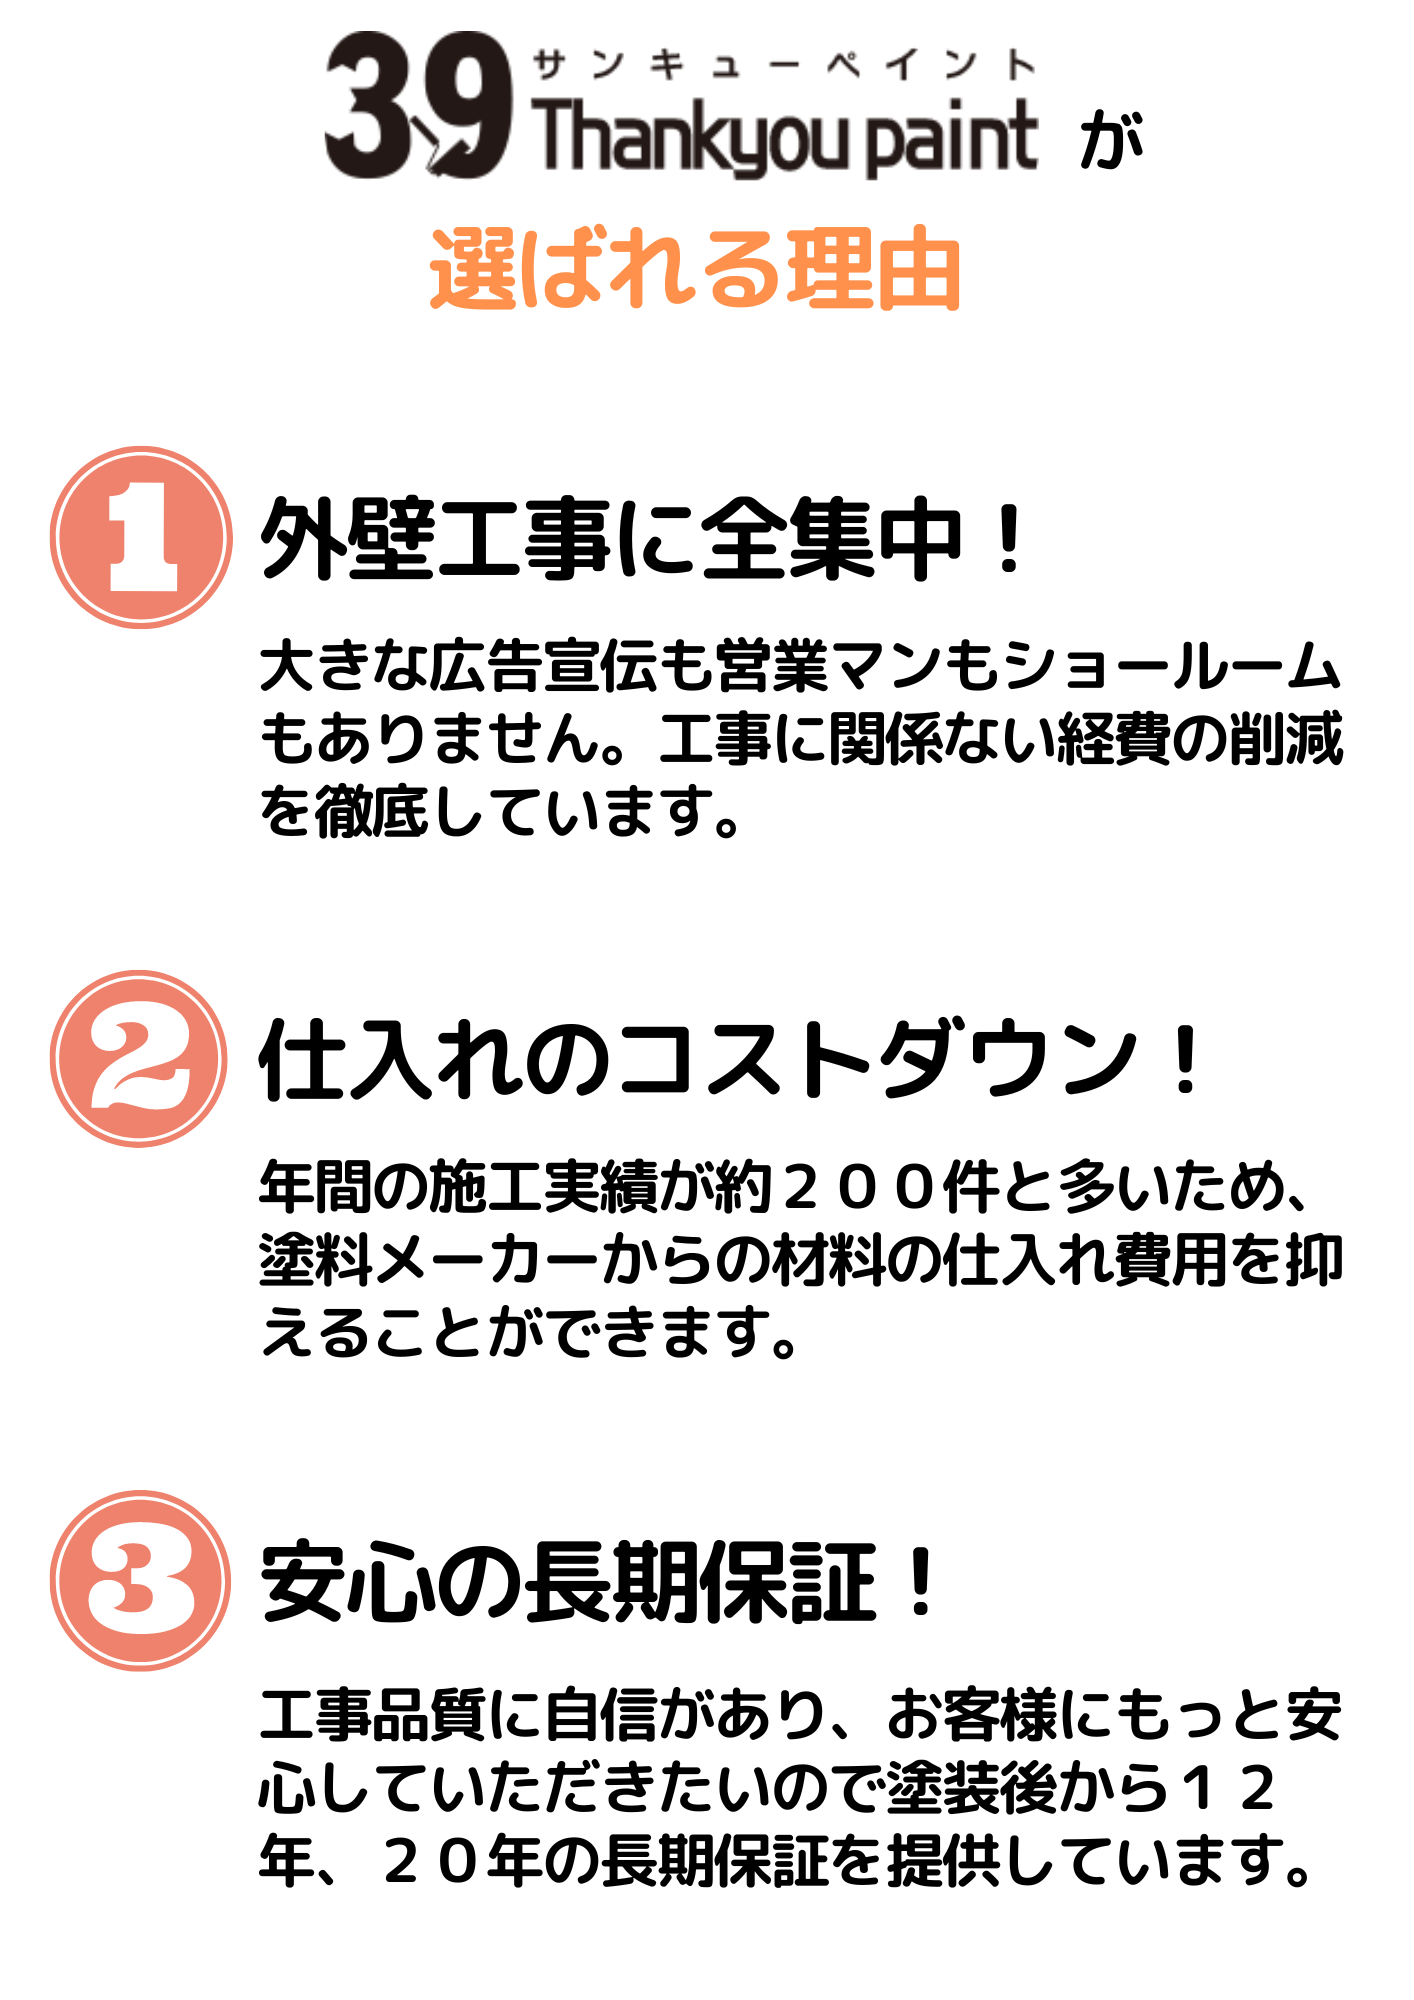 39 サンキューペイント
Thankyou paint が
選ばれる理由
1 外壁工事に全集中！
大きな広告宣伝も営業マンもショールーム
もありません。工事に関係ない経費の削減
を徹底しています。
2 仕入れのコストダウン！
年間の施工実績が約２００件と多いため、
塗料メーカーからの材料の仕入れ費用を抑
えることができます。
3 安心の長期保証！
工事品質に自信があり、お客様にもっと安
心していただきたいので塗装後から１２
年、２０年の長期保証を提供しています。